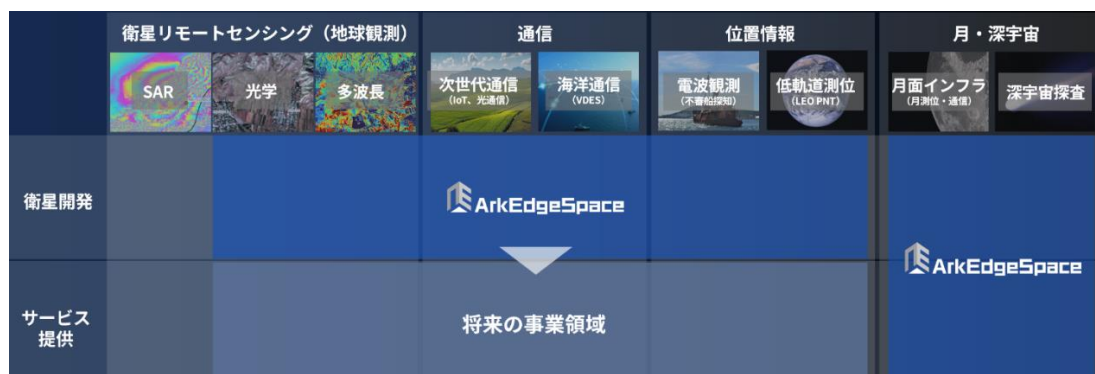 衛星リモートセンシング（地球観測）
通信
位置情報
月・深宇宙
SAR
光学
多波長
次世代通信
(IoT、光通信)
海洋通信
(VDES)
電波観測
(不審船探知)
低軌道測位
(LEO PNT)
月面インフラ
(月測位・通信)
深宇宙探査
衛星開発
ArkEdgeSpace
ArkEdgeSpace
サービス
提供
将来の事業領域